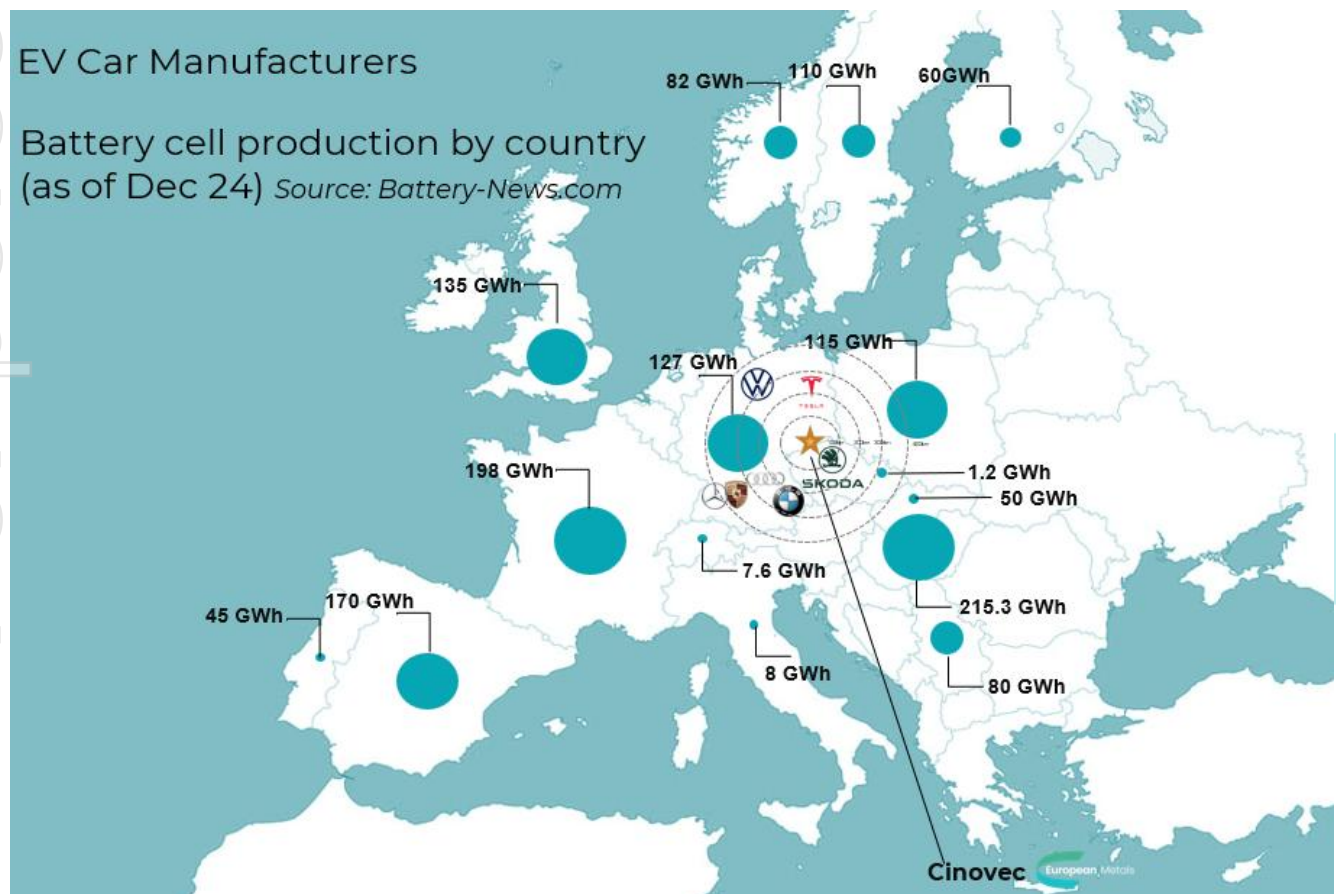 EV Car Manufacturers
Battery cell production by country
(as of Dec 24) Source: Battery-News.com
82 GWh
110 GWh
60GWh
135 GWh
127 GWh
115 GWh
TESLA
198 GWh
SKODA
1.2 GWh
50 GWh
7.6 GWh
215.3 GWh
45 GWh
170 GWh
8 GWh
80 GWh
Cinovec
European Metals